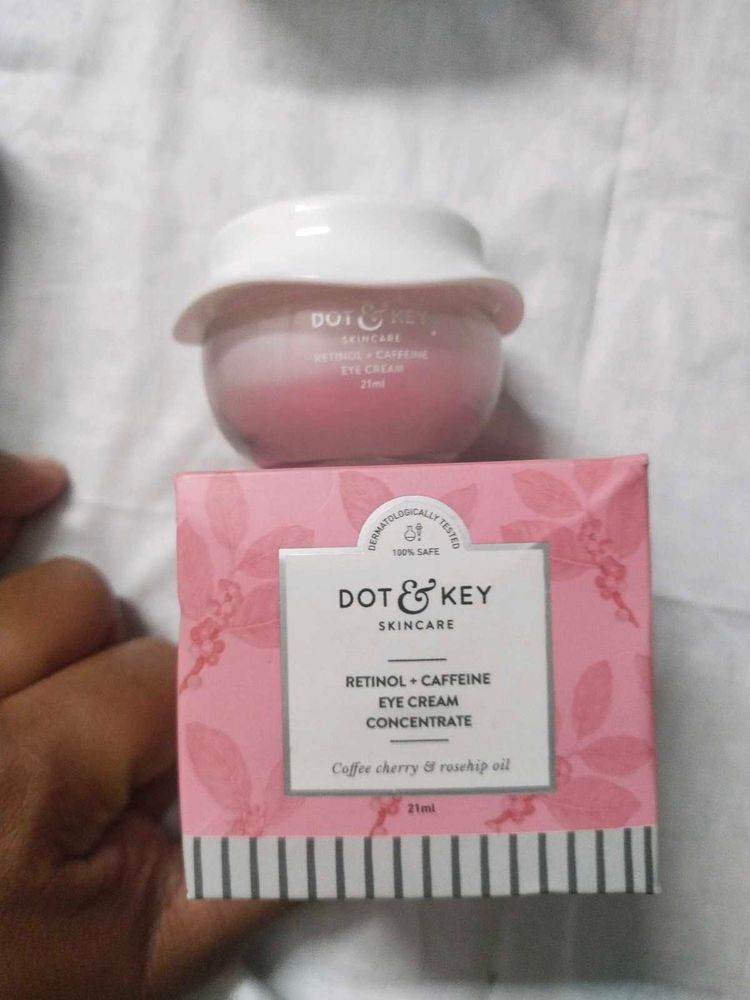 DOT & KEY
SKINCARE
RETINOL + CAFFEINE
EYE CREAM
21ml
DERMATOLOGICALLY TESTED
100% SAFE
DOT & KEY
SKINCARE
RETINOL + CAFFEINE
EYE CREAM
CONCENTRATE
Coffee cherry & rosehip oil
21ml